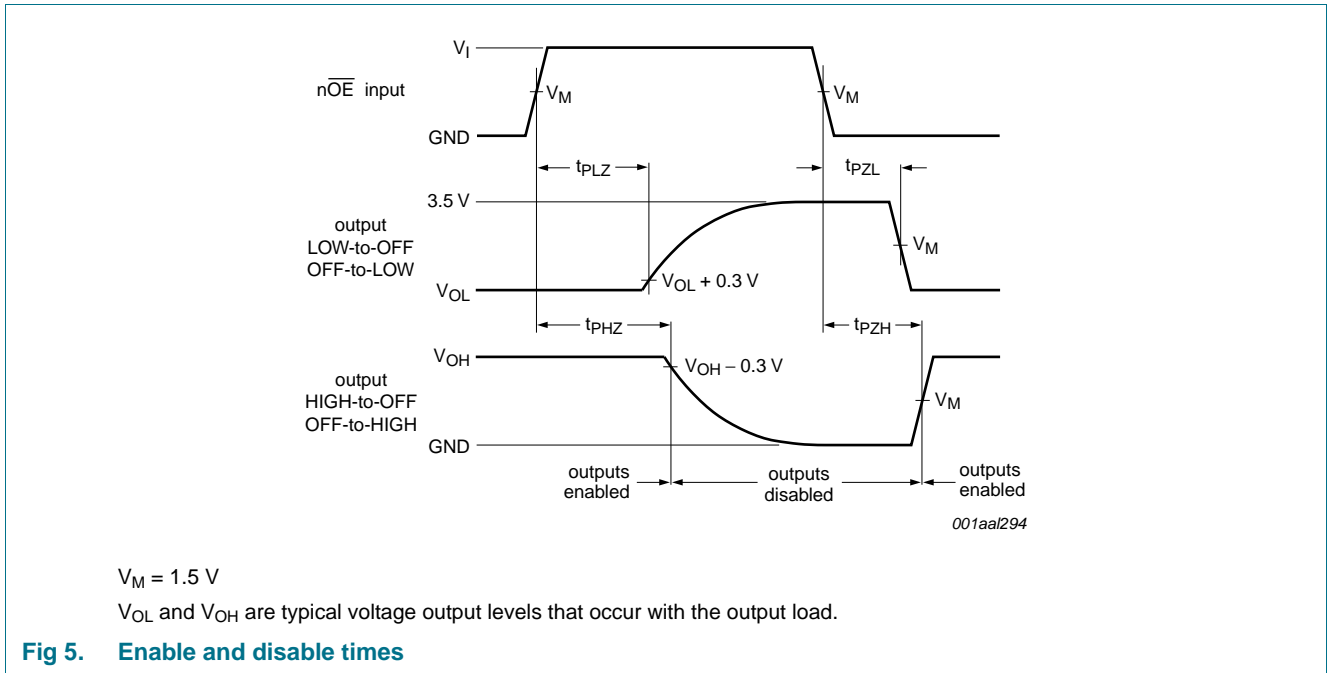 V_I
nOE input
V_M
V_M
GND
t_PLZ
t_PZL
3.5 V
output
LOW-to-OFF
OFF-to-LOW
V_M
V_OL + 0.3 V
V_OL
t_PHZ
t_PZH
V_OH
V_OH − 0.3 V
output
HIGH-to-OFF
OFF-to-HIGH
V_M
GND
outputs
enabled
outputs
disabled
outputs
enabled
001aal294
V_M = 1.5 V
V_OL and V_OH are typical voltage output levels that occur with the output load.
Fig 5. Enable and disable times